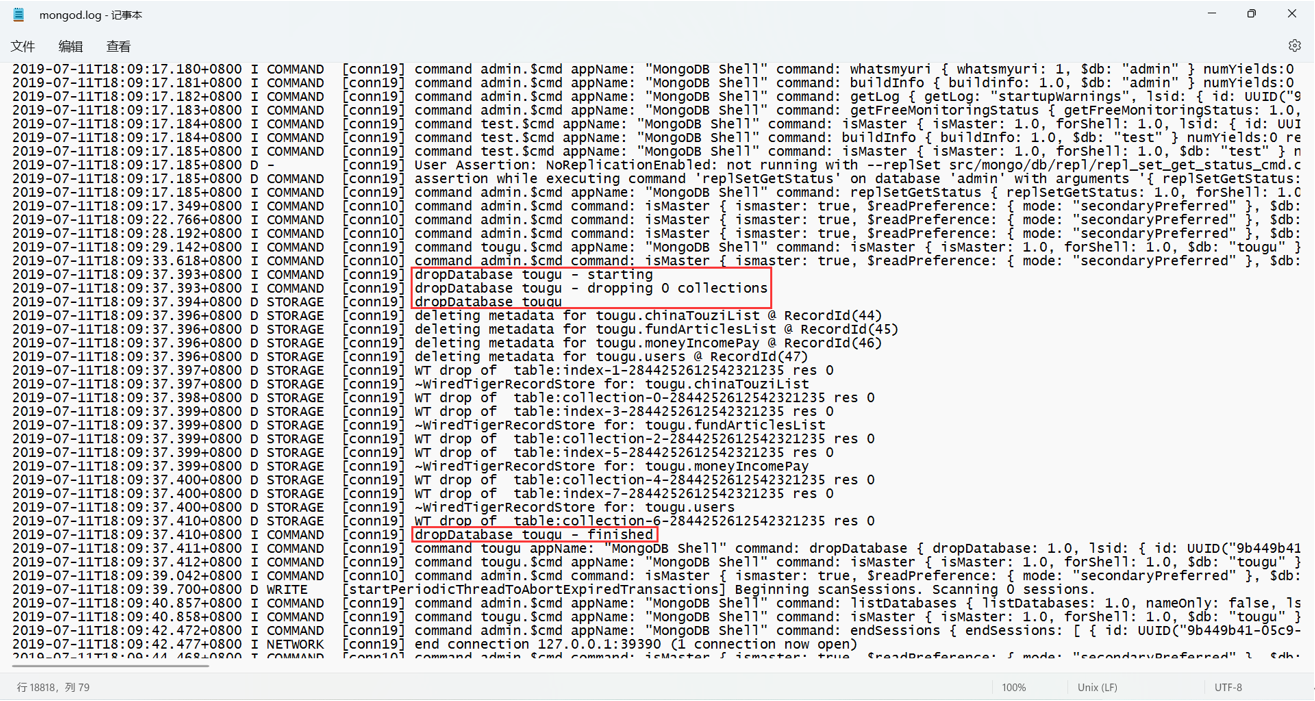 mongod.log - 记事本
文件 编辑 查看
2019-07-11T18:09:17.180+0800 I COMMAND  [conn19] command admin.$cmd appName: "MongoDB Shell" command: whatsmyuri { whatsmyuri: 1, $db: "admin" } numYields:0
2019-07-11T18:09:17.181+0800 I COMMAND  [conn19] command admin.$cmd appName: "MongoDB Shell" command: buildInfo { buildinfo: 1.0, $db: "admin" } numYields:0
2019-07-11T18:09:17.182+0800 I COMMAND  [conn19] command admin.$cmd appName: "MongoDB Shell" command: getLog { getLog: "startupWarnings", lsid: { id: UUID("9
2019-07-11T18:09:17.183+0800 I COMMAND  [conn19] command admin.$cmd appName: "MongoDB Shell" command: getFreeMonitoringStatus { getFreeMonitoringStatus: 1.0,
2019-07-11T18:09:17.184+0800 I COMMAND  [conn19] command test.$cmd appName: "MongoDB Shell" command: isMaster { isMaster: 1.0, forShell: 1.0, lsid: { id: UUI
2019-07-11T18:09:17.184+0800 I COMMAND  [conn19] command test.$cmd appName: "MongoDB Shell" command: buildInfo { buildInfo: 1.0, $db: "test" } numYields:0 re
2019-07-11T18:09:17.185+0800 I COMMAND  [conn19] command test.$cmd appName: "MongoDB Shell" command: isMaster { isMaster: 1.0, forShell: 1.0, $db: "test" } n
2019-07-11T18:09:17.185+0800 D -        [conn19] User Assertion: NoReplicationEnabled: not running with --replSet src/mongo/db/repl/repl_set_get_status_cmd.c
2019-07-11T18:09:17.185+0800 D COMMAND  [conn19] assertion while executing command 'replSetGetStatus' on database 'admin' with arguments '{ replSetGetStatus:
2019-07-11T18:09:17.185+0800 I COMMAND  [conn19] command admin.$cmd appName: "MongoDB Shell" command: replSetGetStatus { replSetGetStatus: 1.0, forShell: 1.0
2019-07-11T18:09:17.349+0800 I COMMAND  [conn10] command admin.$cmd command: isMaster { ismaster: true, $readPreference: { mode: "secondaryPreferred" }, $db:
2019-07-11T18:09:22.766+0800 I COMMAND  [conn10] command admin.$cmd command: isMaster { ismaster: true, $readPreference: { mode: "secondaryPreferred" }, $db:
2019-07-11T18:09:28.192+0800 I COMMAND  [conn10] command admin.$cmd command: isMaster { ismaster: true, $readPreference: { mode: "secondaryPreferred" }, $db:
2019-07-11T18:09:29.142+0800 I COMMAND  [conn19] command tougu.$cmd appName: "MongoDB Shell" command: isMaster { isMaster: 1.0, forShell: 1.0, $db: "tougu" }
2019-07-11T18:09:33.618+0800 I COMMAND  [conn10] command admin.$cmd command: isMaster { ismaster: true, $readPreference: { mode: "secondaryPreferred" }, $db:
2019-07-11T18:09:37.393+0800 I COMMAND  [conn19] dropDatabase tougu - starting
2019-07-11T18:09:37.393+0800 I COMMAND  [conn19] dropDatabase tougu - dropping 0 collections
2019-07-11T18:09:37.394+0800 D STORAGE  [conn19] dropDatabase tougu
2019-07-11T18:09:37.396+0800 D STORAGE  [conn19] deleting metadata for tougu.chinaTouziList @ RecordId(44)
2019-07-11T18:09:37.396+0800 D STORAGE  [conn19] deleting metadata for tougu.fundArticlesList @ RecordId(45)
2019-07-11T18:09:37.396+0800 D STORAGE  [conn19] deleting metadata for tougu.moneyIncomePay @ RecordId(46)
2019-07-11T18:09:37.396+0800 D STORAGE  [conn19] deleting metadata for tougu.users @ RecordId(47)
2019-07-11T18:09:37.397+0800 D STORAGE  [conn19] WT drop of  table:index-1-2844252612542321235 res 0
2019-07-11T18:09:37.397+0800 D STORAGE  [conn19] ~WiredTigerRecordStore for: tougu.chinaTouziList
2019-07-11T18:09:37.398+0800 D STORAGE  [conn19] WT drop of  table:collection-0-2844252612542321235 res 0
2019-07-11T18:09:37.399+0800 D STORAGE  [conn19] WT drop of  table:index-3-2844252612542321235 res 0
2019-07-11T18:09:37.399+0800 D STORAGE  [conn19] ~WiredTigerRecordStore for: tougu.fundArticlesList
2019-07-11T18:09:37.399+0800 D STORAGE  [conn19] WT drop of  table:collection-2-2844252612542321235 res 0
2019-07-11T18:09:37.399+0800 D STORAGE  [conn19] WT drop of  table:index-5-2844252612542321235 res 0
2019-07-11T18:09:37.399+0800 D STORAGE  [conn19] ~WiredTigerRecordStore for: tougu.moneyIncomePay
2019-07-11T18:09:37.400+0800 D STORAGE  [conn19] WT drop of  table:collection-4-2844252612542321235 res 0
2019-07-11T18:09:37.400+0800 D STORAGE  [conn19] WT drop of  table:index-7-2844252612542321235 res 0
2019-07-11T18:09:37.400+0800 D STORAGE  [conn19] ~WiredTigerRecordStore for: tougu.users
2019-07-11T18:09:37.410+0800 D STORAGE  [conn19] WT drop of  table:collection-6-2844252612542321235 res 0
2019-07-11T18:09:37.410+0800 I COMMAND  [conn19] dropDatabase tougu - finished
2019-07-11T18:09:37.411+0800 I COMMAND  [conn19] command tougu appName: "MongoDB Shell" command: dropDatabase { dropDatabase: 1.0, lsid: { id: UUID("9b449b41
2019-07-11T18:09:37.412+0800 I COMMAND  [conn19] command tougu.$cmd appName: "MongoDB Shell" command: isMaster { isMaster: 1.0, forShell: 1.0, $db: "tougu" }
2019-07-11T18:09:39.042+0800 I COMMAND  [conn10] command admin.$cmd command: isMaster { ismaster: true, $readPreference: { mode: "secondaryPreferred" }, $db:
2019-07-11T18:09:39.700+0800 D WRITE    [startPeriodicThreadToAbortExpiredTransactions] Beginning scanSessions. Scanning 0 sessions.
2019-07-11T18:09:40.857+0800 I COMMAND  [conn19] command admin.$cmd appName: "MongoDB Shell" command: listDatabases { listDatabases: 1.0, nameOnly: false, ls
2019-07-11T18:09:40.858+0800 I COMMAND  [conn19] command tougu.$cmd appName: "MongoDB Shell" command: isMaster { isMaster: 1.0, forShell: 1.0, $db: "tougu" }
2019-07-11T18:09:42.472+0800 I COMMAND  [conn19] command admin.$cmd appName: "MongoDB Shell" command: endSessions { endSessions: [ { id: UUID("9b449b41-05c9-
2019-07-11T18:09:42.477+0800 I NETWORK  [conn19] end connection 127.0.0.1:39390 (1 connection now open)
2019-07-11T18:09:44.468+0800 I COMMAND  [conn10] command admin.$cmd command: isMaster { ismaster: true, $readPreference: { mode: "secondaryPreferred" }, $db:
行 18818，列 79 100% Unix (LF) UTF-8